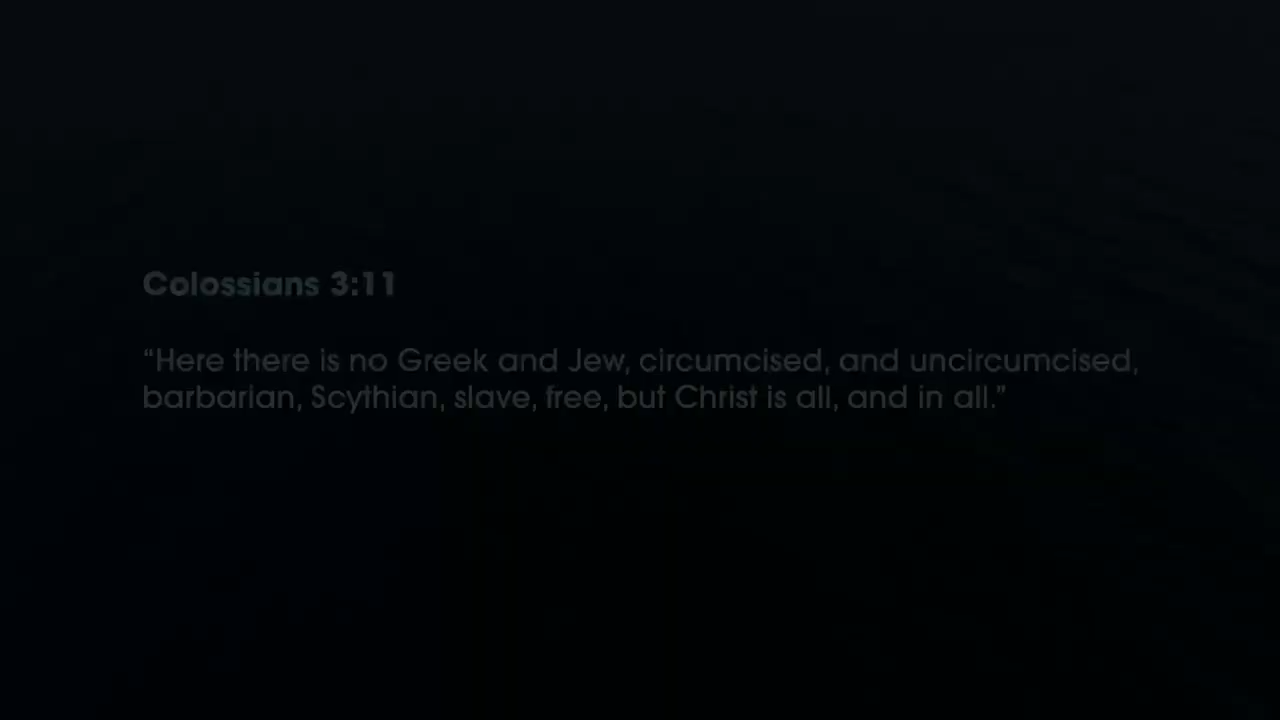 Colossians 3:11
“Here there is no Greek and Jew, circumcised, and uncircumcised,
barbarian, Scythian, slave, free, but Christ is all, and in all.”